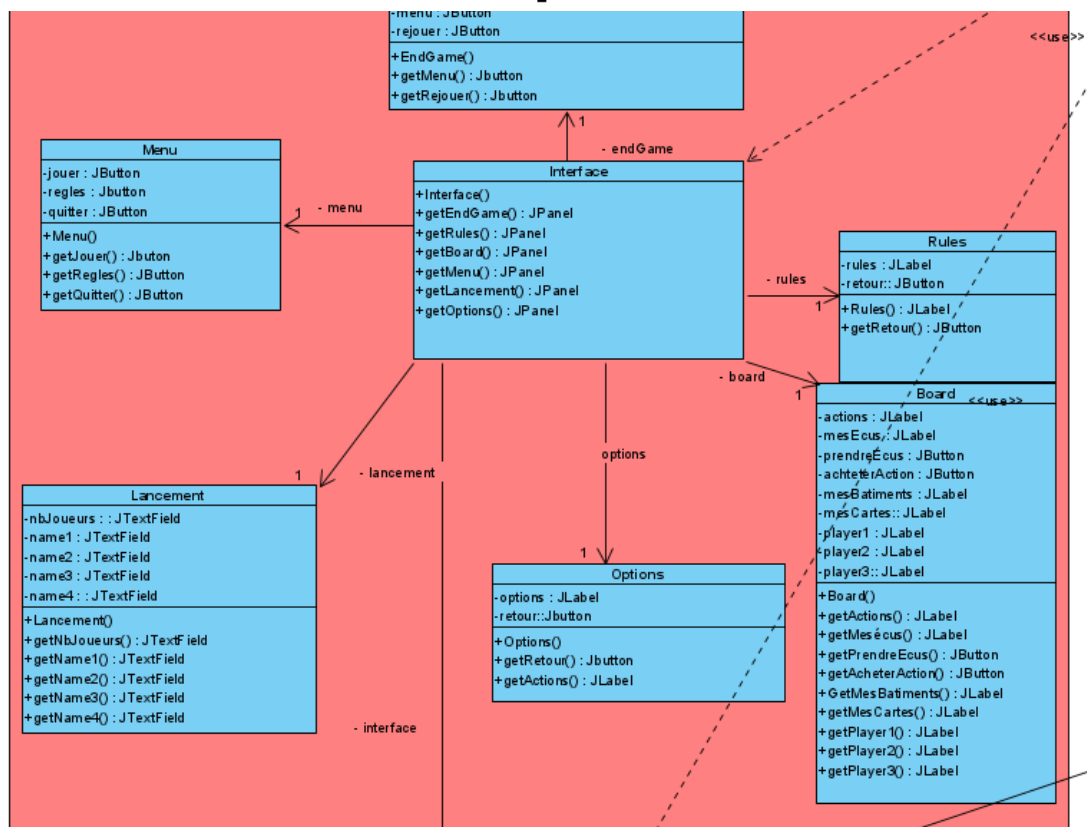 -menu : JButton
-rejouer : JButton
+EndGame()
+getMenu() : Jbutton
+getRejouer() : Jbutton
<<use>>
1
- endGame
Menu
-jouer : JButton
-regles : Jbutton
-quitter : JButton
+Menu()
+getJouer() : Jbuton
+getRegles() : JButton
+getQuitter() : JButton
1
- menu
Interface
+Interface()
+getEndGame() : JPanel
+getRules() : JPanel
+getBoard() : JPanel
+getMenu() : JPanel
+getLancement() : JPanel
+getOptions() : JPanel
- rules
1
Rules
-rules : JLabel
-retour:: JButton
+Rules() : JLabel
+getRetour() : JButton
- board
1
Board
<<use>>
-actions : JLabel
-mesEcus : JLabel
-prendreÉcus : JButton
-achteterAction : JButton
-mesBatiments : JLabel
-mesCartes:: JLabel
-player1 : JLabel
-player2 : JLabel
-player3:: JLabel
+Board()
+getActions() : JLabel
+getMesécus() : JLabel
+getPrendreEcus() : JButton
+getAcheterAction() : JButton
+GetMesBatiments() : JLabel
+getMesCartes() : JLabel
+getPlayer1() : JLabel
+getPlayer2() : JLabel
+getPlayer3() : JLabel
- lancement
1
Lancement
-nbJoueurs : : JTextField
-name1 : JTextField
-name2 : JTextField
-name3 : JTextField
-name4 : : JTextField
+Lancement()
+getNbJoueurs() : JTextField
+getName1() : JTextField
+getName2() : JTextField
+getName3() : JTextField
+getName4() : JTextField
options
1
Options
-options : JLabel
-retour::Jbutton
+Options()
+getRetour() : Jbutton
+getActions() : JLabel
- interface